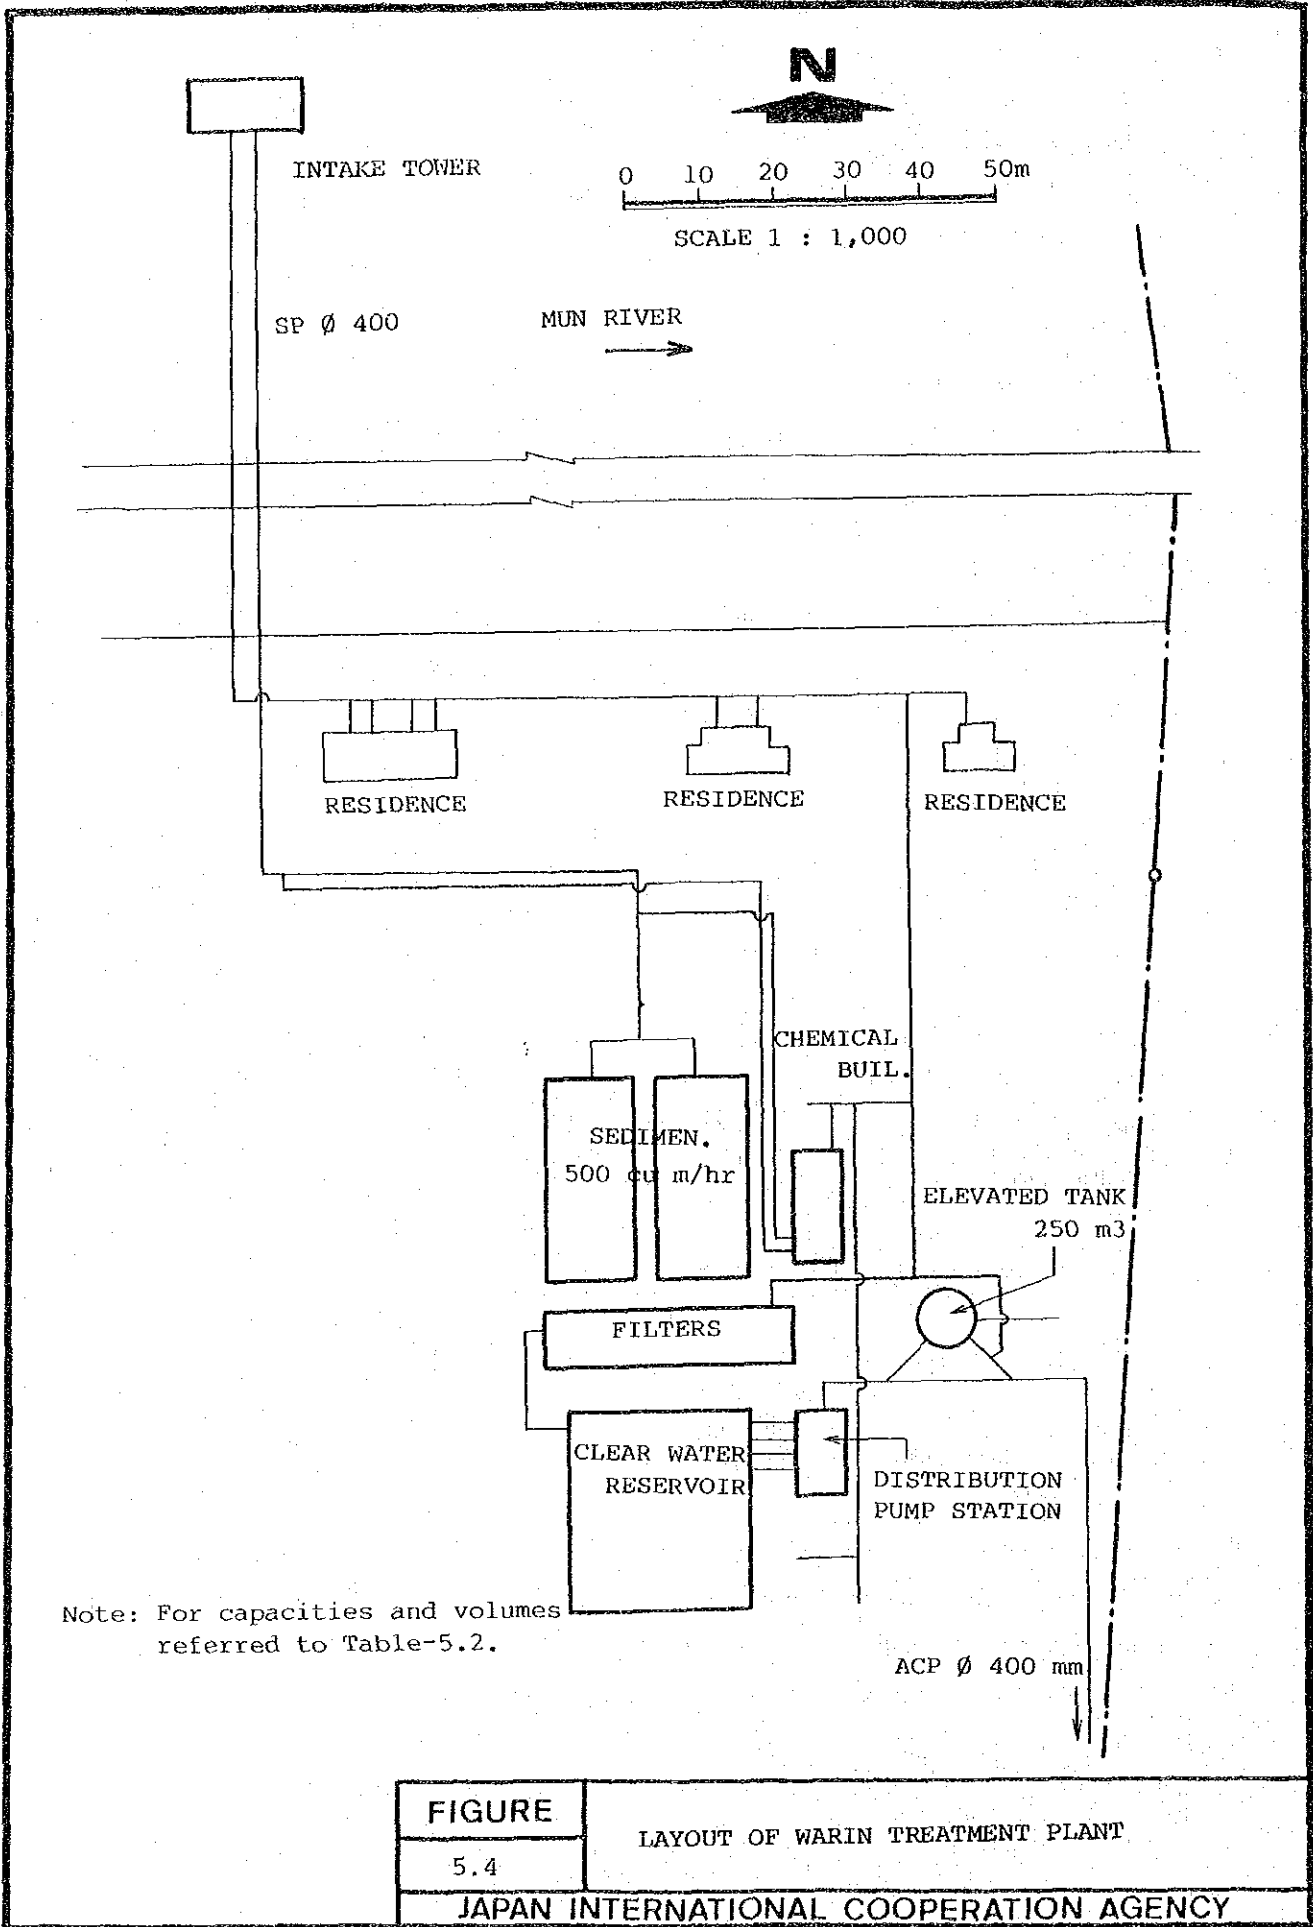 N
INTAKE TOWER
0 10 20 30 40 50m
SCALE 1 : 1,000
SP Ø 400
MUN RIVER
RESIDENCE
RESIDENCE
RESIDENCE
CHEMICAL
BUIL.
SEDIMEN.
500 cu m/hr
ELEVATED TANK
250 m3
FILTERS
CLEAR WATER
RESERVOIR
DISTRIBUTION
PUMP STATION
Note: For capacities and volumes
referred to Table-5.2.
ACP Ø 400 mm
FIGURE
5.4
LAYOUT OF WARIN TREATMENT PLANT
JAPAN INTERNATIONAL COOPERATION AGENCY